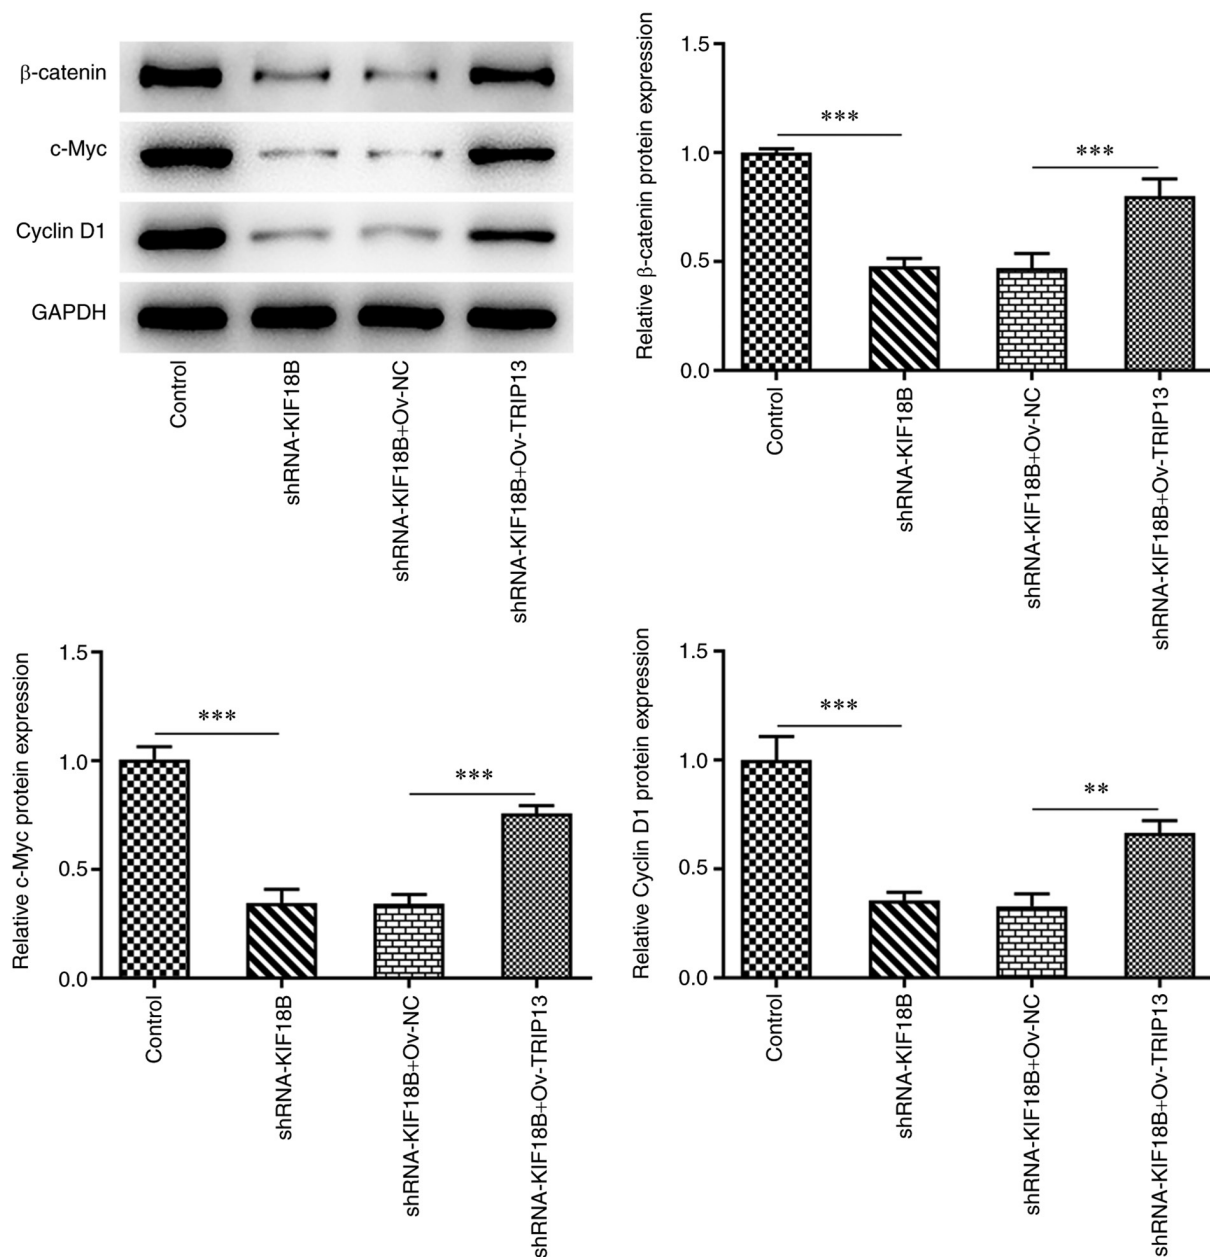 β-catenin
c-Myc
Cyclin D1
GAPDH
Control
shRNA-KIF18B
shRNA-KIF18B+Ov-NC
shRNA-KIF18B+Ov-TRIP13
Relative β-catenin protein expression
1.5
1.0
0.5
0.0
***
***
Control
shRNA-KIF18B
shRNA-KIF18B+Ov-NC
shRNA-KIF18B+Ov-TRIP13
Relative c-Myc protein expression
1.5
1.0
0.5
0.0
***
***
Control
shRNA-KIF18B
shRNA-KIF18B+Ov-NC
shRNA-KIF18B+Ov-TRIP13
Relative Cyclin D1 protein expression
1.5
1.0
0.5
0.0
***
**
Control
shRNA-KIF18B
shRNA-KIF18B+Ov-NC
shRNA-KIF18B+Ov-TRIP13